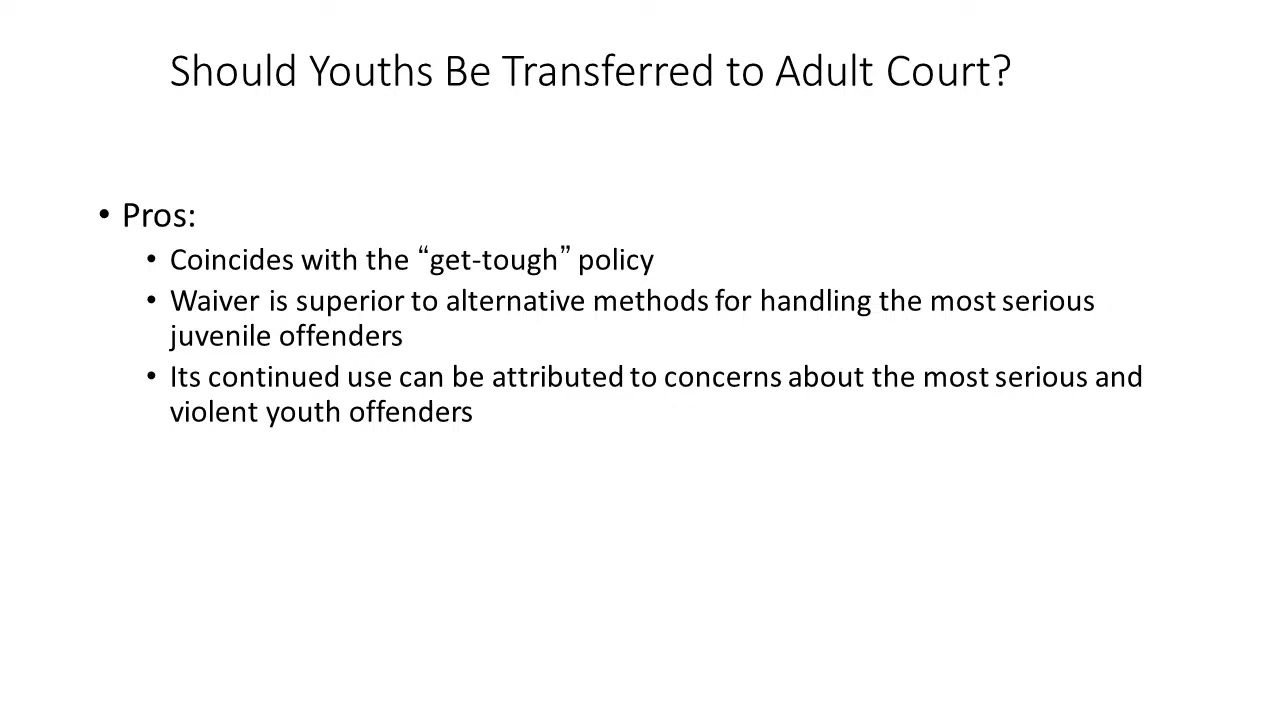 Should Youths Be Transferred to Adult Court?
• Pros:
• Coincides with the “get-tough” policy
• Waiver is superior to alternative methods for handling the most serious
juvenile offenders
• Its continued use can be attributed to concerns about the most serious and
violent youth offenders